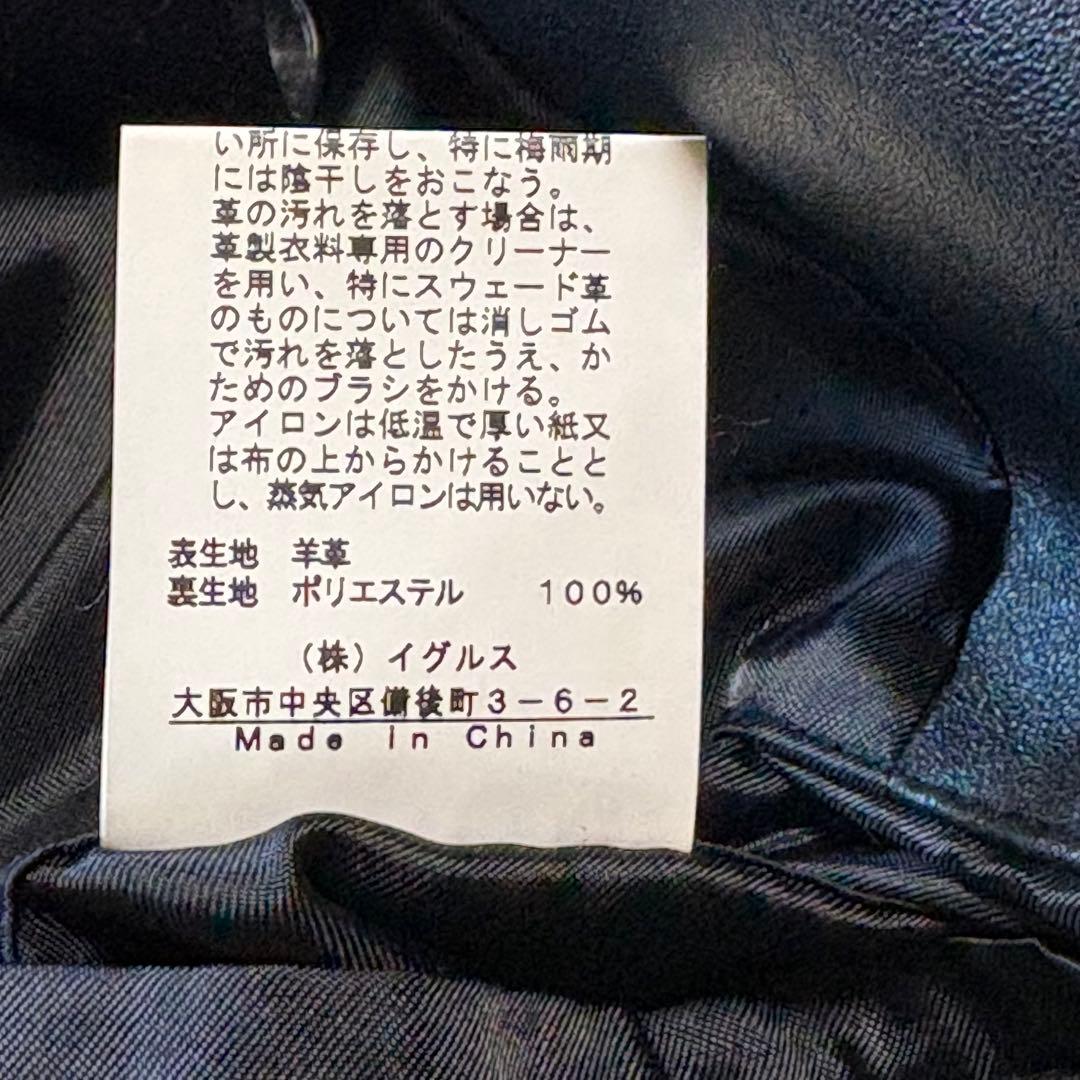 い所に保存し、特に梅雨期
には陰干しをおこなう。
革の汚れを落とす場合は、
革製衣料専用のクリーナー
を用い、特にスウェード革
のものについては消しゴム
で汚れを落としたうえ、か
ためのブラシをかける。
アイロンは低温で厚い紙又
は布の上からかけることと
し、蒸気アイロンは用いない。
表生地　羊革
裏生地　ポリエステル　　１００％
（株）イグルス
大阪市中央区備後町３－６－２
Made in China